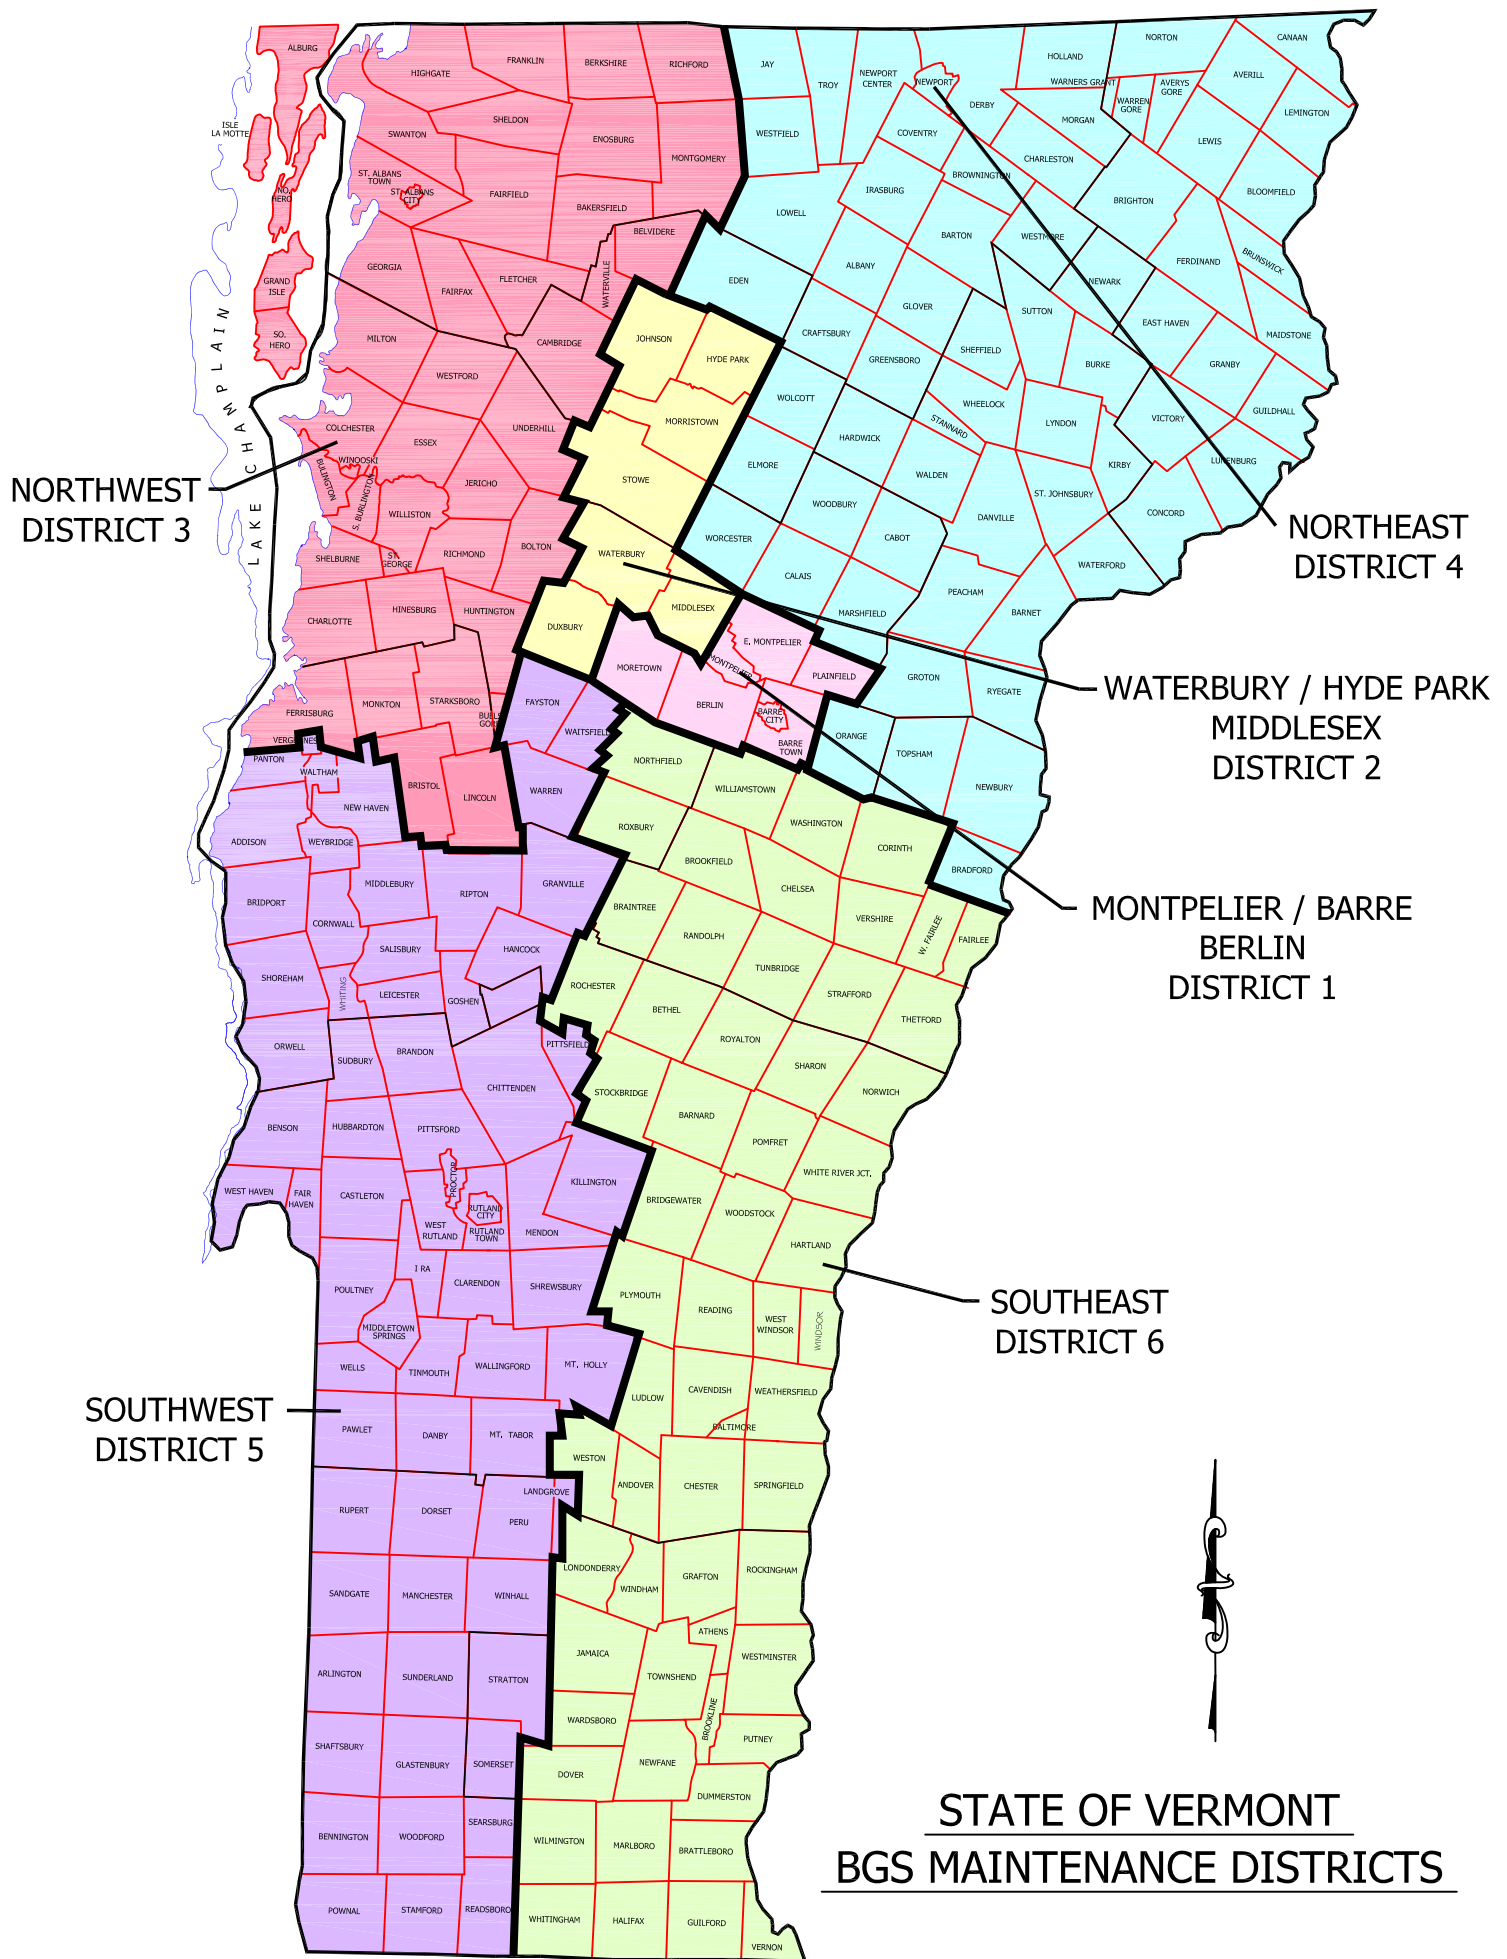 ALBURG
HIGHGATE
FRANKLIN
BERKSHIRE
RICHFORD
JAY
TROY
NEWPORT
CENTER
NEWPORT
DERBY
HOLLAND
NORTON
CANAAN
WARNERS GRANT
WARREN
GORE
AVERYS
GORE
AVERILL
LEMINGTON
ISLE
LA MOTTE
SWANTON
SHELDON
ENOSBURG
MONTGOMERY
WESTFIELD
COVENTRY
MORGAN
CHARLESTON
LEWIS
NO.
HERO
ST. ALBANS
TOWN
ST. ALBANS
CITY
FAIRFIELD
BAKERSFIELD
BELVIDERE
LOWELL
IRASBURG
BROWNINGTON
BARTON
WESTMORE
BRIGHTON
BLOOMFIELD
FERDINAND
BRUNSWICK
GRAND
ISLE
SO.
HERO
GEORGIA
FAIRFAX
FLETCHER
WATERVILLE
EDEN
ALBANY
GLOVER
NEWARK
SUTTON
EAST HAVEN
MAIDSTONE
MILTON
CAMBRIDGE
JOHNSON
HYDE PARK
CRAFTSBURY
GREENSBORO
SHEFFIELD
BURKE
GRANBY
LAKE CHAMPLAIN
WESTFORD
COLCHESTER
ESSEX
UNDERHILL
MORRISTOWN
WOLCOTT
HARDWICK
STANNARD
WHEELOCK
LYNDON
VICTORY
GUILDHALL
WINOOSKI
BULINGTON
S. BURLINGTON
JERICHO
STOWE
ELMORE
WALDEN
KIRBY
LUNENBURG
NORTHWEST
DISTRICT 3
WILLISTON
WOODBURY
DANVILLE
ST. JOHNSBURY
CONCORD
NORTHEAST
DISTRICT 4
SHELBURNE
ST.
GEORGE
RICHMOND
BOLTON
WATERBURY
WORCESTER
CABOT
CALAIS
WATERFORD
PEACHAM
BARNET
CHARLOTTE
HINESBURG
HUNTINGTON
DUXBURY
MIDDLESEX
MARSHFIELD
E. MONTPELIER
MONTPELIER
MORETOWN
PLAINFIELD
GROTON
RYEGATE
WATERBURY / HYDE PARK
MIDDLESEX
DISTRICT 2
FERRISBURG
MONKTON
STARKSBORO
BUELS
GORE
FAYSTON
WAITSFIELD
BERLIN
BARRE
CITY
BARRE
TOWN
ORANGE
TOPSHAM
NEWBURY
VERGENNES
PANTON
WALTHAM
NEW HAVEN
BRISTOL
LINCOLN
WARREN
NORTHFIELD
WILLIAMSTOWN
WASHINGTON
ADDISON
WEYBRIDGE
ROXBURY
BROOKFIELD
CORINTH
BRADFORD
CHELSEA
MIDDLEBURY
RIPTON
GRANVILLE
BRIDPORT
CORNWALL
BRAINTREE
RANDOLPH
VERSHIRE
W. FAIRLEE
FAIRLEE
MONTPELIER / BARRE
BERLIN
DISTRICT 1
SALISBURY
HANCOCK
SHOREHAM
WHITING
LEICESTER
GOSHEN
ROCHESTER
TUNBRIDGE
STRAFFORD
BETHEL
THETFORD
ORWELL
SUDBURY
BRANDON
PITTSFIELD
ROYALTON
SHARON
NORWICH
CHITTENDEN
STOCKBRIDGE
BARNARD
BENSON
HUBBARDTON
PITTSFORD
POMFRET
WHITE RIVER JCT.
PROCTOR
KILLINGTON
WEST HAVEN
FAIR
HAVEN
CASTLETON
WEST
RUTLAND
RUTLAND
CITY
RUTLAND
TOWN
MENDON
BRIDGEWATER
WOODSTOCK
HARTLAND
I RA
CLARENDON
SHREWSBURY
POULTNEY
PLYMOUTH
READING
WEST
WINDSOR
WINDSOR
SOUTHEAST
DISTRICT 6
MIDDLETOWN
SPRINGS
WELLS
TINMOUTH
WALLINGFORD
MT. HOLLY
LUDLOW
CAVENDISH
WEATHERSFIELD
BALTIMORE
SOUTHWEST
DISTRICT 5
PAWLET
DANBY
MT. TABOR
WESTON
ANDOVER
CHESTER
SPRINGFIELD
LANDGROVE
RUPERT
DORSET
PERU
LONDONDERRY
WINDHAM
GRAFTON
ROCKINGHAM
SANDGATE
MANCHESTER
WINHALL
ATHENS
JAMAICA
TOWNSHEND
WESTMINSTER
ARLINGTON
SUNDERLAND
STRATTON
BROOKLINE
WARDSBORO
SHAFTSBURY
GLASTENBURY
SOMERSET
DOVER
NEWFANE
PUTNEY
DUMMERSTON
BENNINGTON
WOODFORD
SEARSBURG
WILMINGTON
MARLBORO
BRATTLEBORO
POWNAL
STAMFORD
READSBORO
WHITINGHAM
HALIFAX
GUILFORD
VERNON
STATE OF VERMONT
BGS MAINTENANCE DISTRICTS